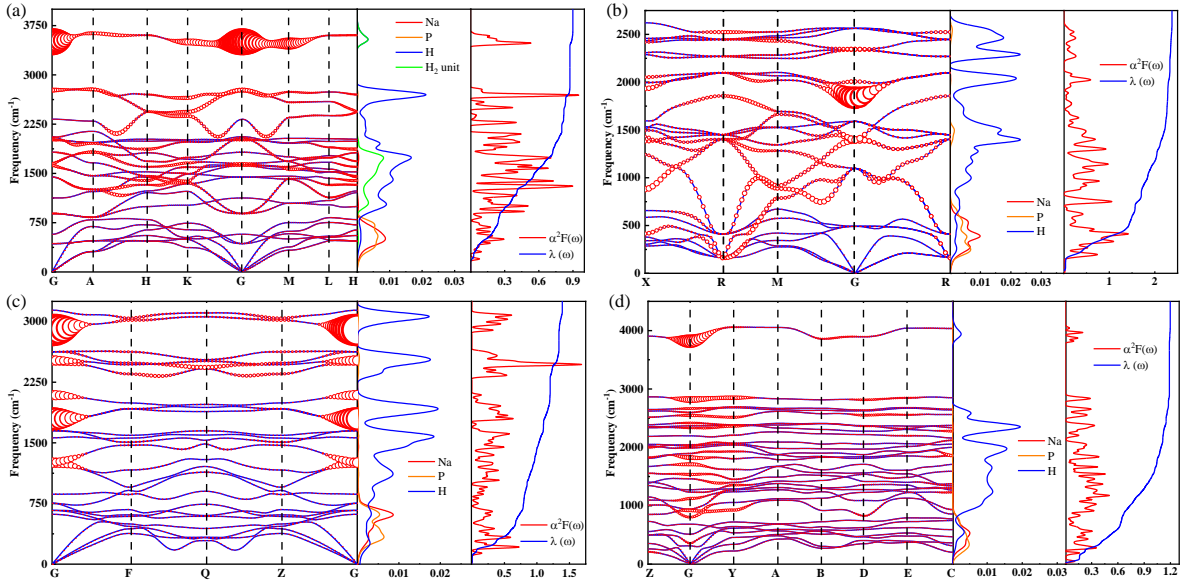 (a)
Frequency (cm⁻¹)
3750
3000
2250
1500
750
0
G A H K G M L H
Na
P
H
H₂ unit
0.01 0.02 0.03
α²F(ω)
λ (ω)
0.3 0.6 0.9
(b)
Frequency (cm⁻¹)
2500
2000
1500
1000
500
0
X R M G R
Na
P
H
0.01 0.02 0.03
α²F(ω)
λ (ω)
1 2
(c)
Frequency (cm⁻¹)
3000
2250
1500
750
0
G F Q Z G
Na
P
H
0.01 0.02
α²F(ω)
λ (ω)
0.5 1.0 1.5
(d)
Frequency (cm⁻¹)
4000
3000
2000
1000
0
Z G Y A B D E C
Na
P
H
0.01 0.02 0.03
α²F(ω)
λ (ω)
0.3 0.6 0.9 1.2